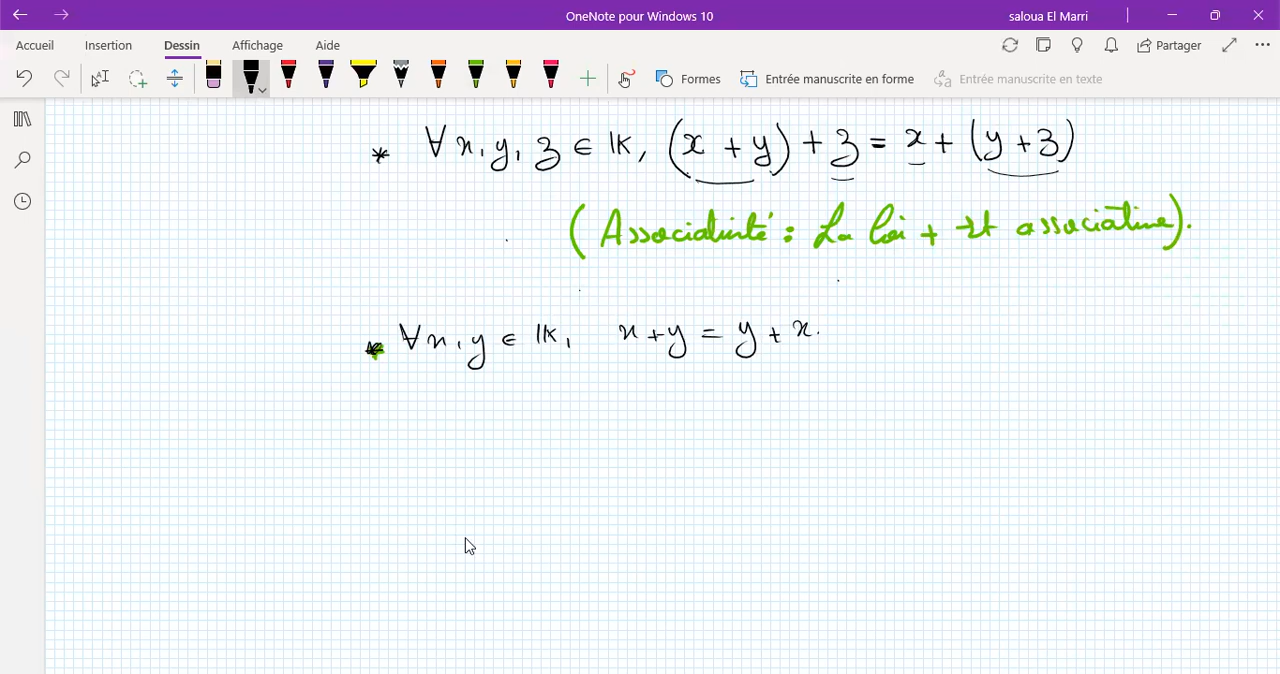 OneNote pour Windows 10
saloua El Marri
Accueil Insertion Dessin Affichage Aide
Partager
Formes Entrée manuscrite en forme Entrée manuscrite en texte
* ∀ x, y, z ∈ 𝕂, (x + y) + z = x + (y + z)
(Associativité : La loi + est associative).
* ∀ x, y ∈ 𝕂, x + y = y + x.